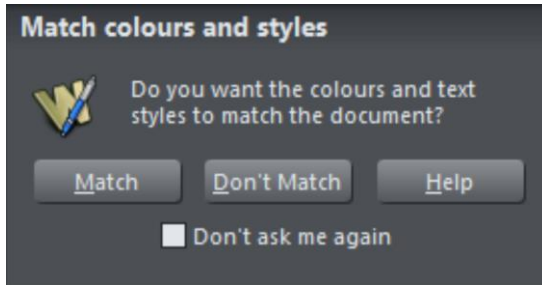 Match colours and styles
Do you want the colours and text
styles to match the document?
Match
Don't Match
Help
Don't ask me again